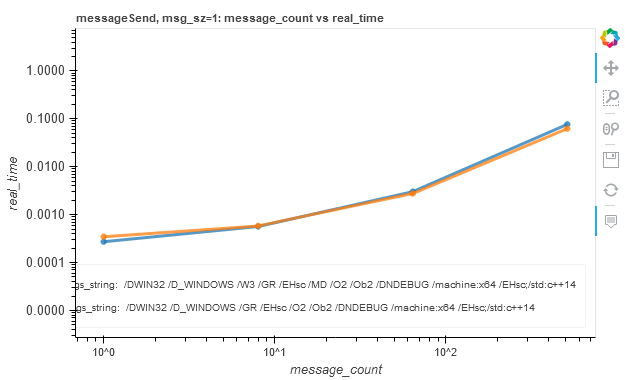 messageSend, msg_sz=1: message_count vs real_time
1.0000
0.1000
0.0100
0.0010
0.0001
0.0000
real_time
gs_string: /DWIN32 /D_WINDOWS /W3 /GR /EHsc /MD /O2 /Ob2 /DNDEBUG /machine:x64 /EHsc;/std:c++14
gs_string: /DWIN32 /D_WINDOWS /GR /EHsc /O2 /Ob2 /DNDEBUG /machine:x64 /EHsc;/std:c++14
10^0
10^1
10^2
message_count